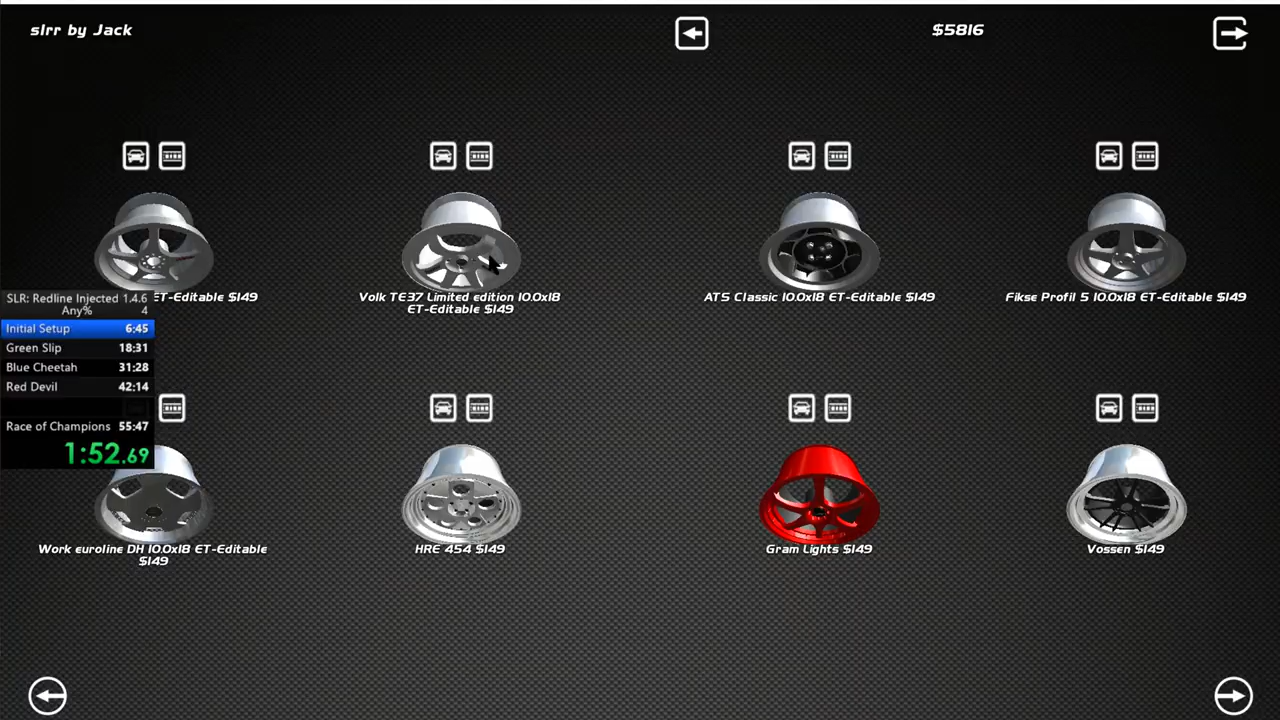 slrr by Jack
$5816
ET-Editable $149
Volk TE37 Limited edition 10.0x18
ET-Editable $149
ATS Classic 10.0x18 ET-Editable $149
Fikse Profil 5 10.0x18 ET-Editable $149
SLR: Redline Injected 1.4.6
Any% 4
Initial Setup 6:45
Green Slip 18:31
Blue Cheetah 31:28
Red Devil 42:14
Race of Champions 55:47
1:52.69
Work euroline DH 10.0x18 ET-Editable
$149
HRE 454 $149
Gram Lights $149
Vossen $149